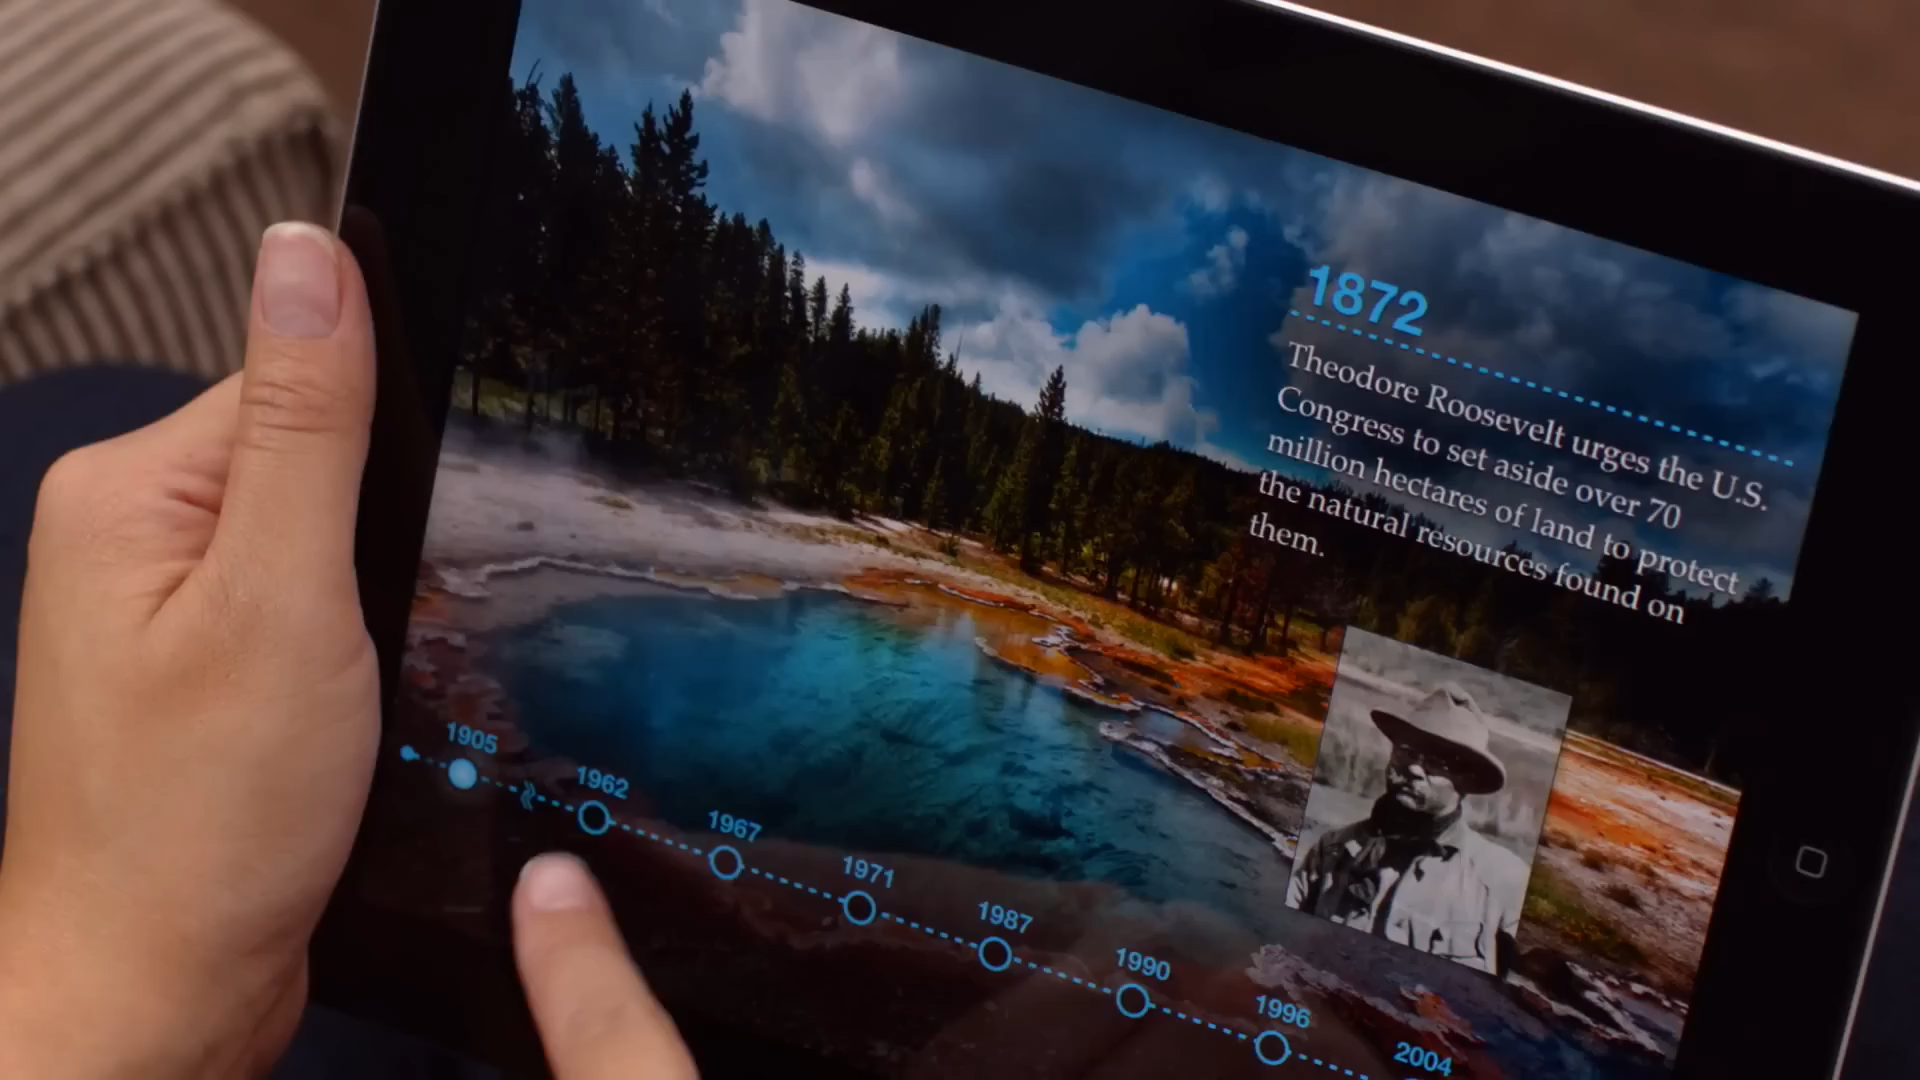 1872
Theodore Roosevelt urges the U.S.
Congress to set aside over 70
million hectares of land to protect
the natural resources found on
them.
1905
1962
1967
1971
1987
1990
1996
2004